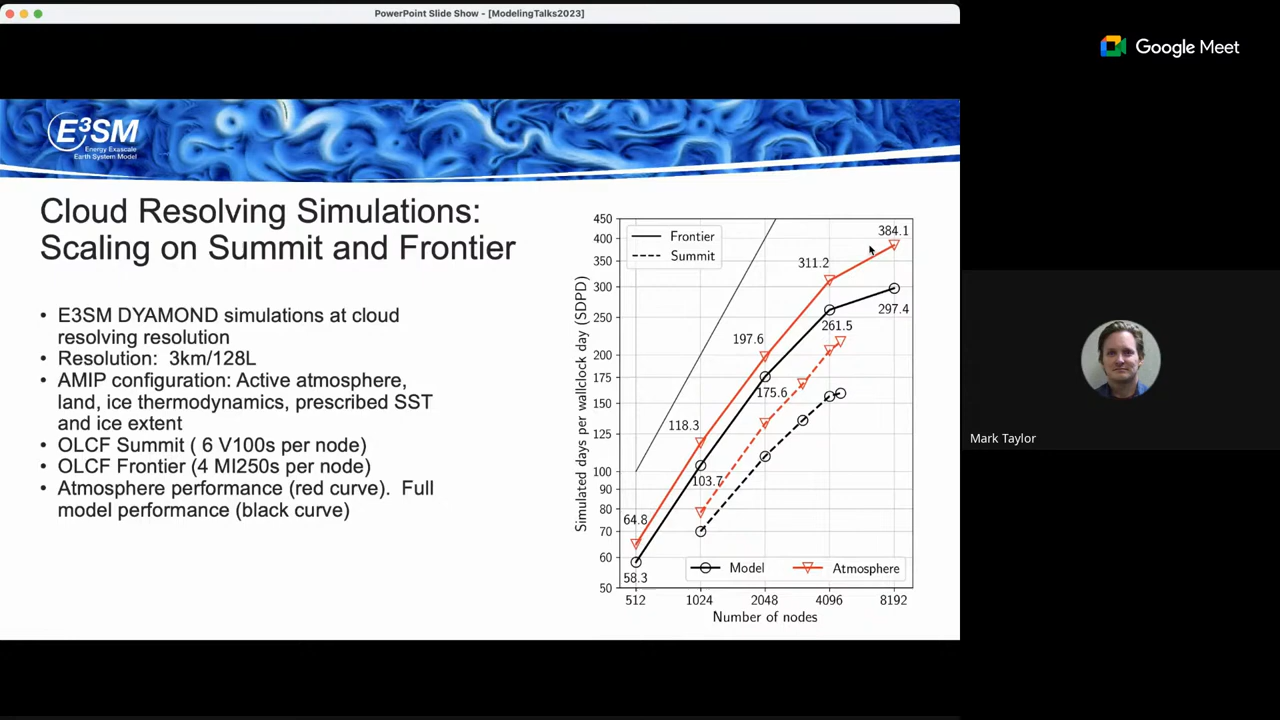 PowerPoint Slide Show - [ModelingTalks2023]
Google Meet
E³SM
Energy Exascale
Earth System Model
Cloud Resolving Simulations:
Scaling on Summit and Frontier
• E3SM DYAMOND simulations at cloud
resolving resolution
• Resolution: 3km/128L
• AMIP configuration: Active atmosphere,
land, ice thermodynamics, prescribed SST
and ice extent
• OLCF Summit ( 6 V100s per node)
• OLCF Frontier (4 MI250s per node)
• Atmosphere performance (red curve). Full
model performance (black curve)
Simulated days per wallclock day (SDPD)
450
400
350
300
250
200
175
150
125
100
90
80
70
60
50
Frontier
Summit
384.1
311.2
297.4
261.5
197.6
175.6
118.3
103.7
64.8
58.3
Model
Atmosphere
512
1024
2048
4096
8192
Number of nodes
Mark Taylor